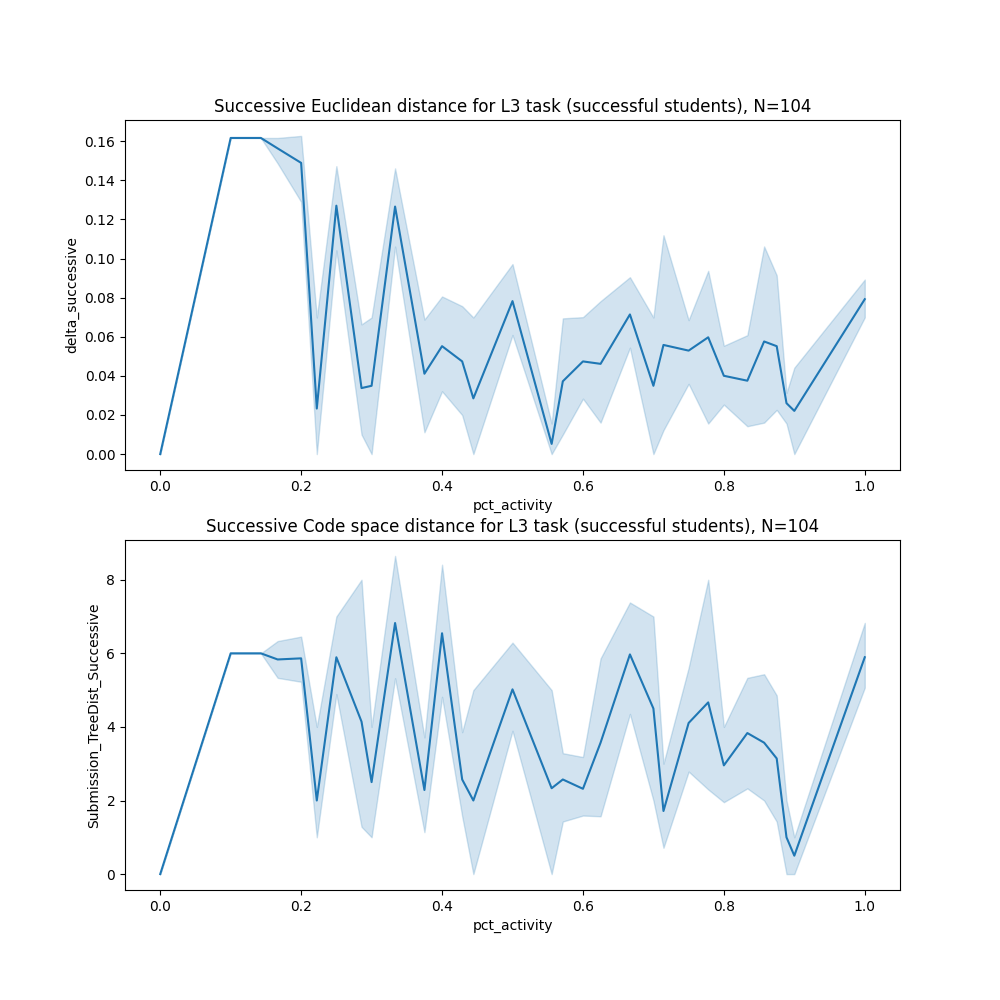 Successive Euclidean distance for L3 task (successful students), N=104
0.16
0.14
0.12
0.10
0.08
0.06
0.04
0.02
0.00
delta_successive
0.0 0.2 0.4 0.6 0.8 1.0
pct_activity
Successive Code space distance for L3 task (successful students), N=104
8
6
4
2
0
Submission_TreeDist_Successive
0.0 0.2 0.4 0.6 0.8 1.0
pct_activity